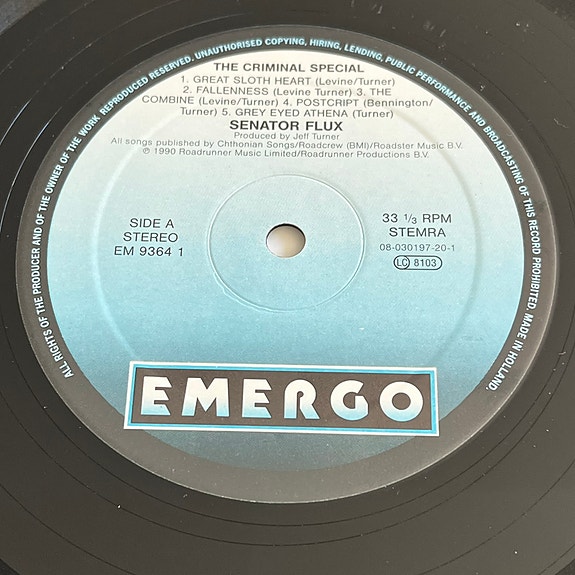 ALL RIGHTS OF THE PRODUCER AND OF THE OWNER OF THE WORK REPRODUCED RESERVED. UNAUTHORISED COPYING, HIRING, LENDING, PUBLIC PERFORMANCE AND BROADCASTING OF THIS RECORD PROHIBITED. MADE IN HOLLAND.
THE CRIMINAL SPECIAL
1. GREAT SLOTH HEART (Levine/Turner)
2. FALLENNESS (Levine Turner) 3. THE
COMBINE (Levine/Turner) 4. POSTCRIPT (Bennington/
Turner) 5. GREY EYED ATHENA (Turner)
SENATOR FLUX
Produced by Jeff Turner
All songs published by Chthonian Songs/Roadcrew (BMI)/Roadster Music B.V.
℗ 1990 Roadrunner Music Limited/Roadrunner Productions B.V.
SIDE A
STEREO
EM 9364 1
33 1/3 RPM
STEMRA
08-030197-20-1
LC 8103
EMERGO